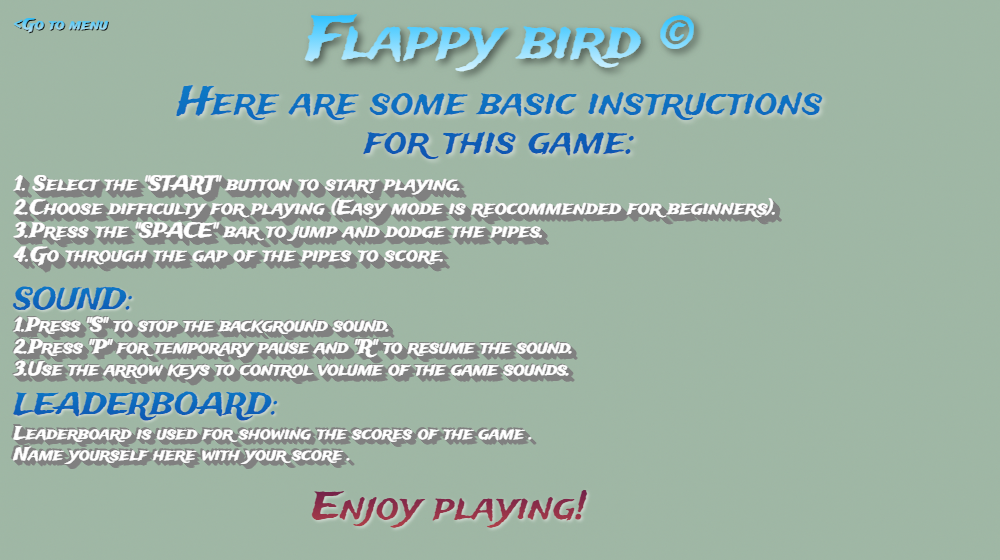 <Go to menu
Flappy bird ©
Here are some basic instructions
for this game:
1. Select the "START" button to start playing.
2.Choose difficulty for playing (Easy mode is reocommended for beginners).
3.Press the "SPACE" bar to jump and dodge the pipes.
4.Go through the gap of the pipes to score.
SOUND:
1.Press "S" to stop the background sound.
2.Press "P" for temporary pause and "R" to resume the sound.
3.Use the arrow keys to control volume of the game sounds.
LEADERBOARD:
Leaderboard is used for showing the scores of the game .
Name yourself here with your score .
Enjoy playing!